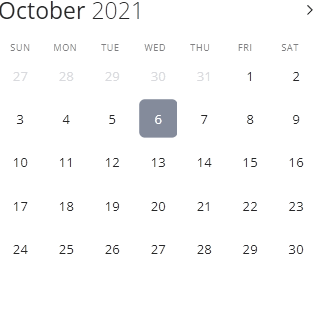 October 2021
SUN MON TUE WED THU FRI SAT
27 28 29 30 31 1 2
3 4 5 6 7 8 9
10 11 12 13 14 15 16
17 18 19 20 21 22 23
24 25 26 27 28 29 30